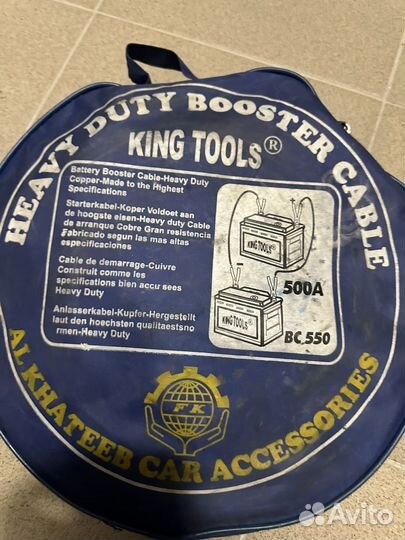 HEAVY DUTY BOOSTER CABLE
KING TOOLS®
Battery Booster Cable-Heavy Duty
Copper-Made to the Highest
Specifications
Starterkabel-Koper Voldoet aan
de hoogste eisen-Heavy duty Cable
de arranque Cobre Gran resistencia
Fabricado segun las mas altas
especificaciones
Cable de demarrage-Cuivre
Construit comme les
specifications bien accu sees
Heavy Duty
Anlasserkabel-Kupfer-Hergestellt
laut den hoechsten qualitaestsno
rmen-Heavy Duty
KING TOOLS
500A
KING TOOLS
BC,550
FK
AL KHATEEB CAR ACCESSORIES
Avito